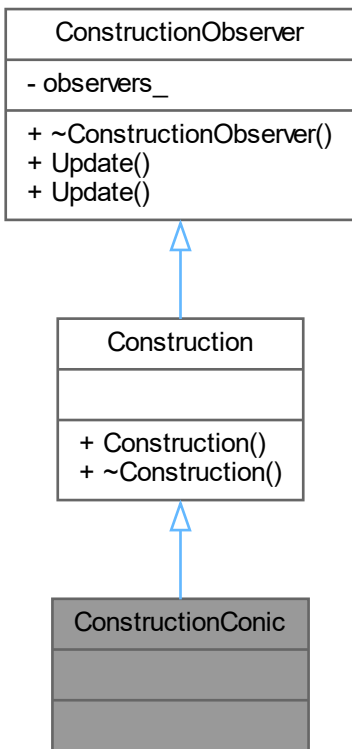 ConstructionObserver
- observers_
+ ~ConstructionObserver()
+ Update()
+ Update()
Construction
+ Construction()
+ ~Construction()
ConstructionConic